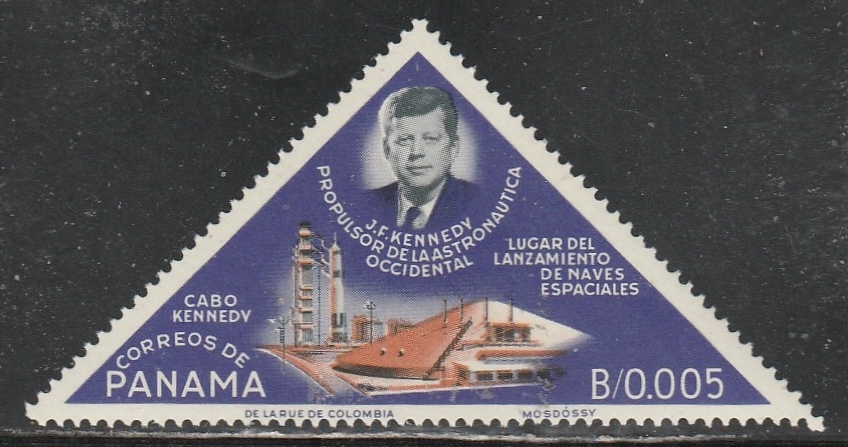 J.F. KENNEDY
PROPULSOR DE LA ASTRONAUTICA
OCCIDENTAL
LUGAR DEL
LANZAMIENTO
DE NAVES
ESPACIALES
CABO
KENNEDY
CORREOS DE
PANAMA
B/0.005
DE LA RUE DE COLOMBIA
MOSDÓSSY